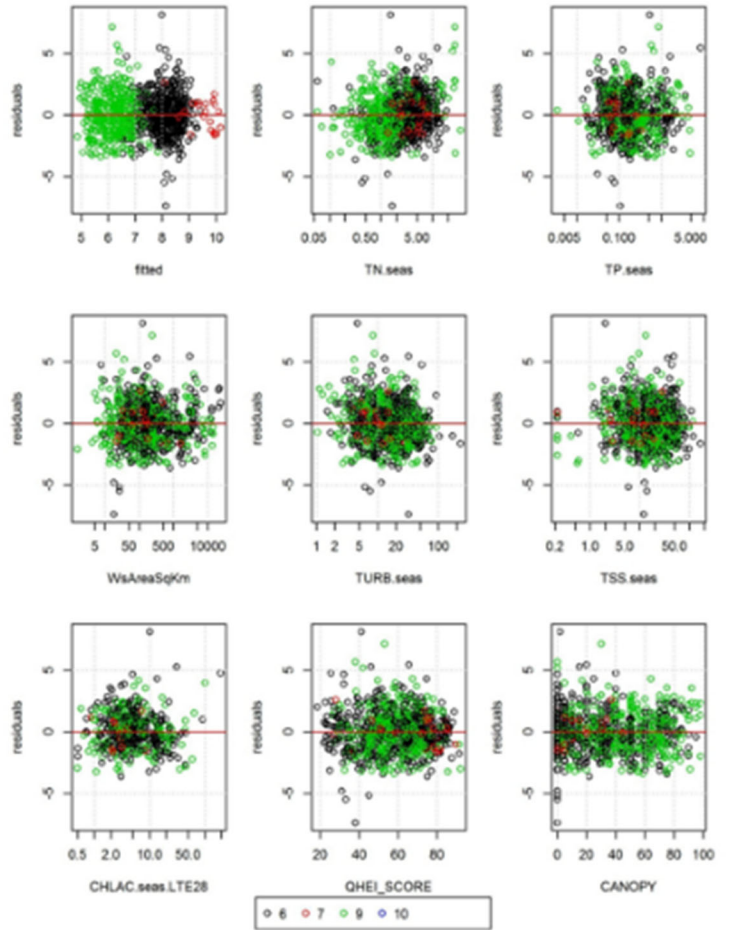 residuals
5
0
-5
5 6 7 8 9 10
fitted
residuals
5
0
-5
0.05 0.50 5.00
TN.seas
residuals
5
0
-5
0.005 0.100 5.000
TP.seas
residuals
5
0
-5
5 50 500 10000
WsAreaSqKm
residuals
5
0
-5
1 2 5 20 100
TURB.seas
residuals
5
0
-5
0.2 1.0 5.0 50.0
TSS.seas
residuals
5
0
-5
0.5 2.0 10.0 50.0
CHLAC.seas.LTE28
residuals
5
0
-5
20 40 60 80
QHEI_SCORE
residuals
5
0
-5
0 20 40 60 80 100
CANOPY
6 7 9 10